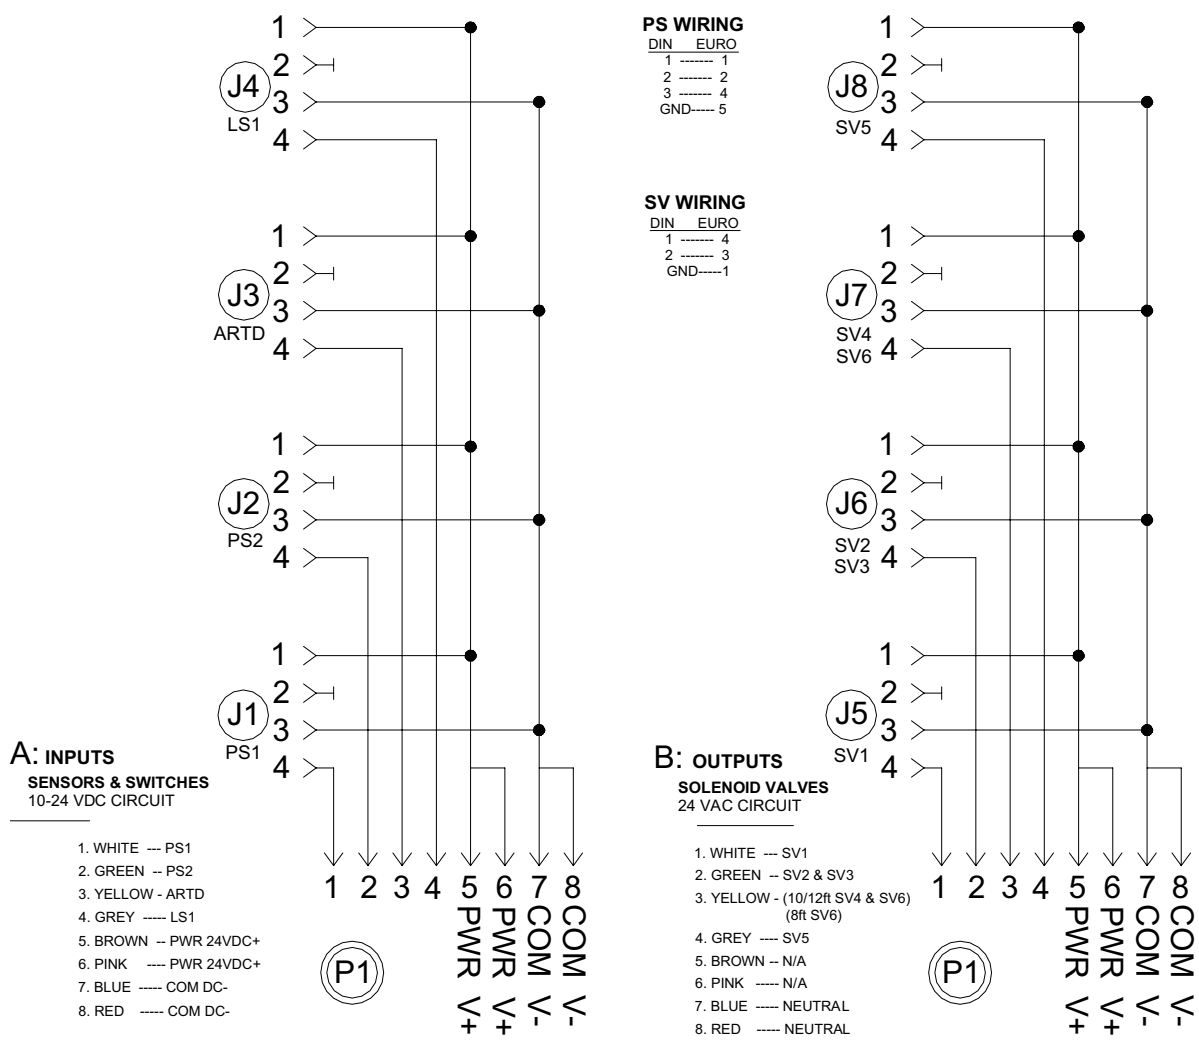 1
2
J4
3
LS1
4
1
2
J3
3
ARTD
4
1
2
J2
3
PS2
4
1
2
J1
3
PS1
4
A: INPUTS
SENSORS & SWITCHES
10-24 VDC CIRCUIT
1. WHITE --- PS1
2. GREEN -- PS2
3. YELLOW - ARTD
4. GREY ----- LS1
5. BROWN -- PWR 24VDC+
6. PINK ---- PWR 24VDC+
7. BLUE ----- COM DC-
8. RED ----- COM DC-
1 2 3 4 5 6 7 8
PWR V+
PWR V+
COM V-
COM V-
P1
PS WIRING
DIN EURO
1 ------- 1
2 ------- 2
3 ------- 4
GND----- 5
SV WIRING
DIN EURO
1 ------- 4
2 ------- 3
GND-----1
1
2
J8
3
SV5
4
1
2
J7
3
SV4
SV6
4
1
2
J6
3
SV2
SV3
4
1
2
J5
3
SV1
4
B: OUTPUTS
SOLENOID VALVES
24 VAC CIRCUIT
1. WHITE --- SV1
2. GREEN -- SV2 & SV3
3. YELLOW - (10/12ft SV4 & SV6)
(8ft SV6)
4. GREY ---- SV5
5. BROWN -- N/A
6. PINK ----- N/A
7. BLUE ----- NEUTRAL
8. RED ----- NEUTRAL
1 2 3 4 5 6 7 8
PWR V+
PWR V+
COM V-
COM V-
P1